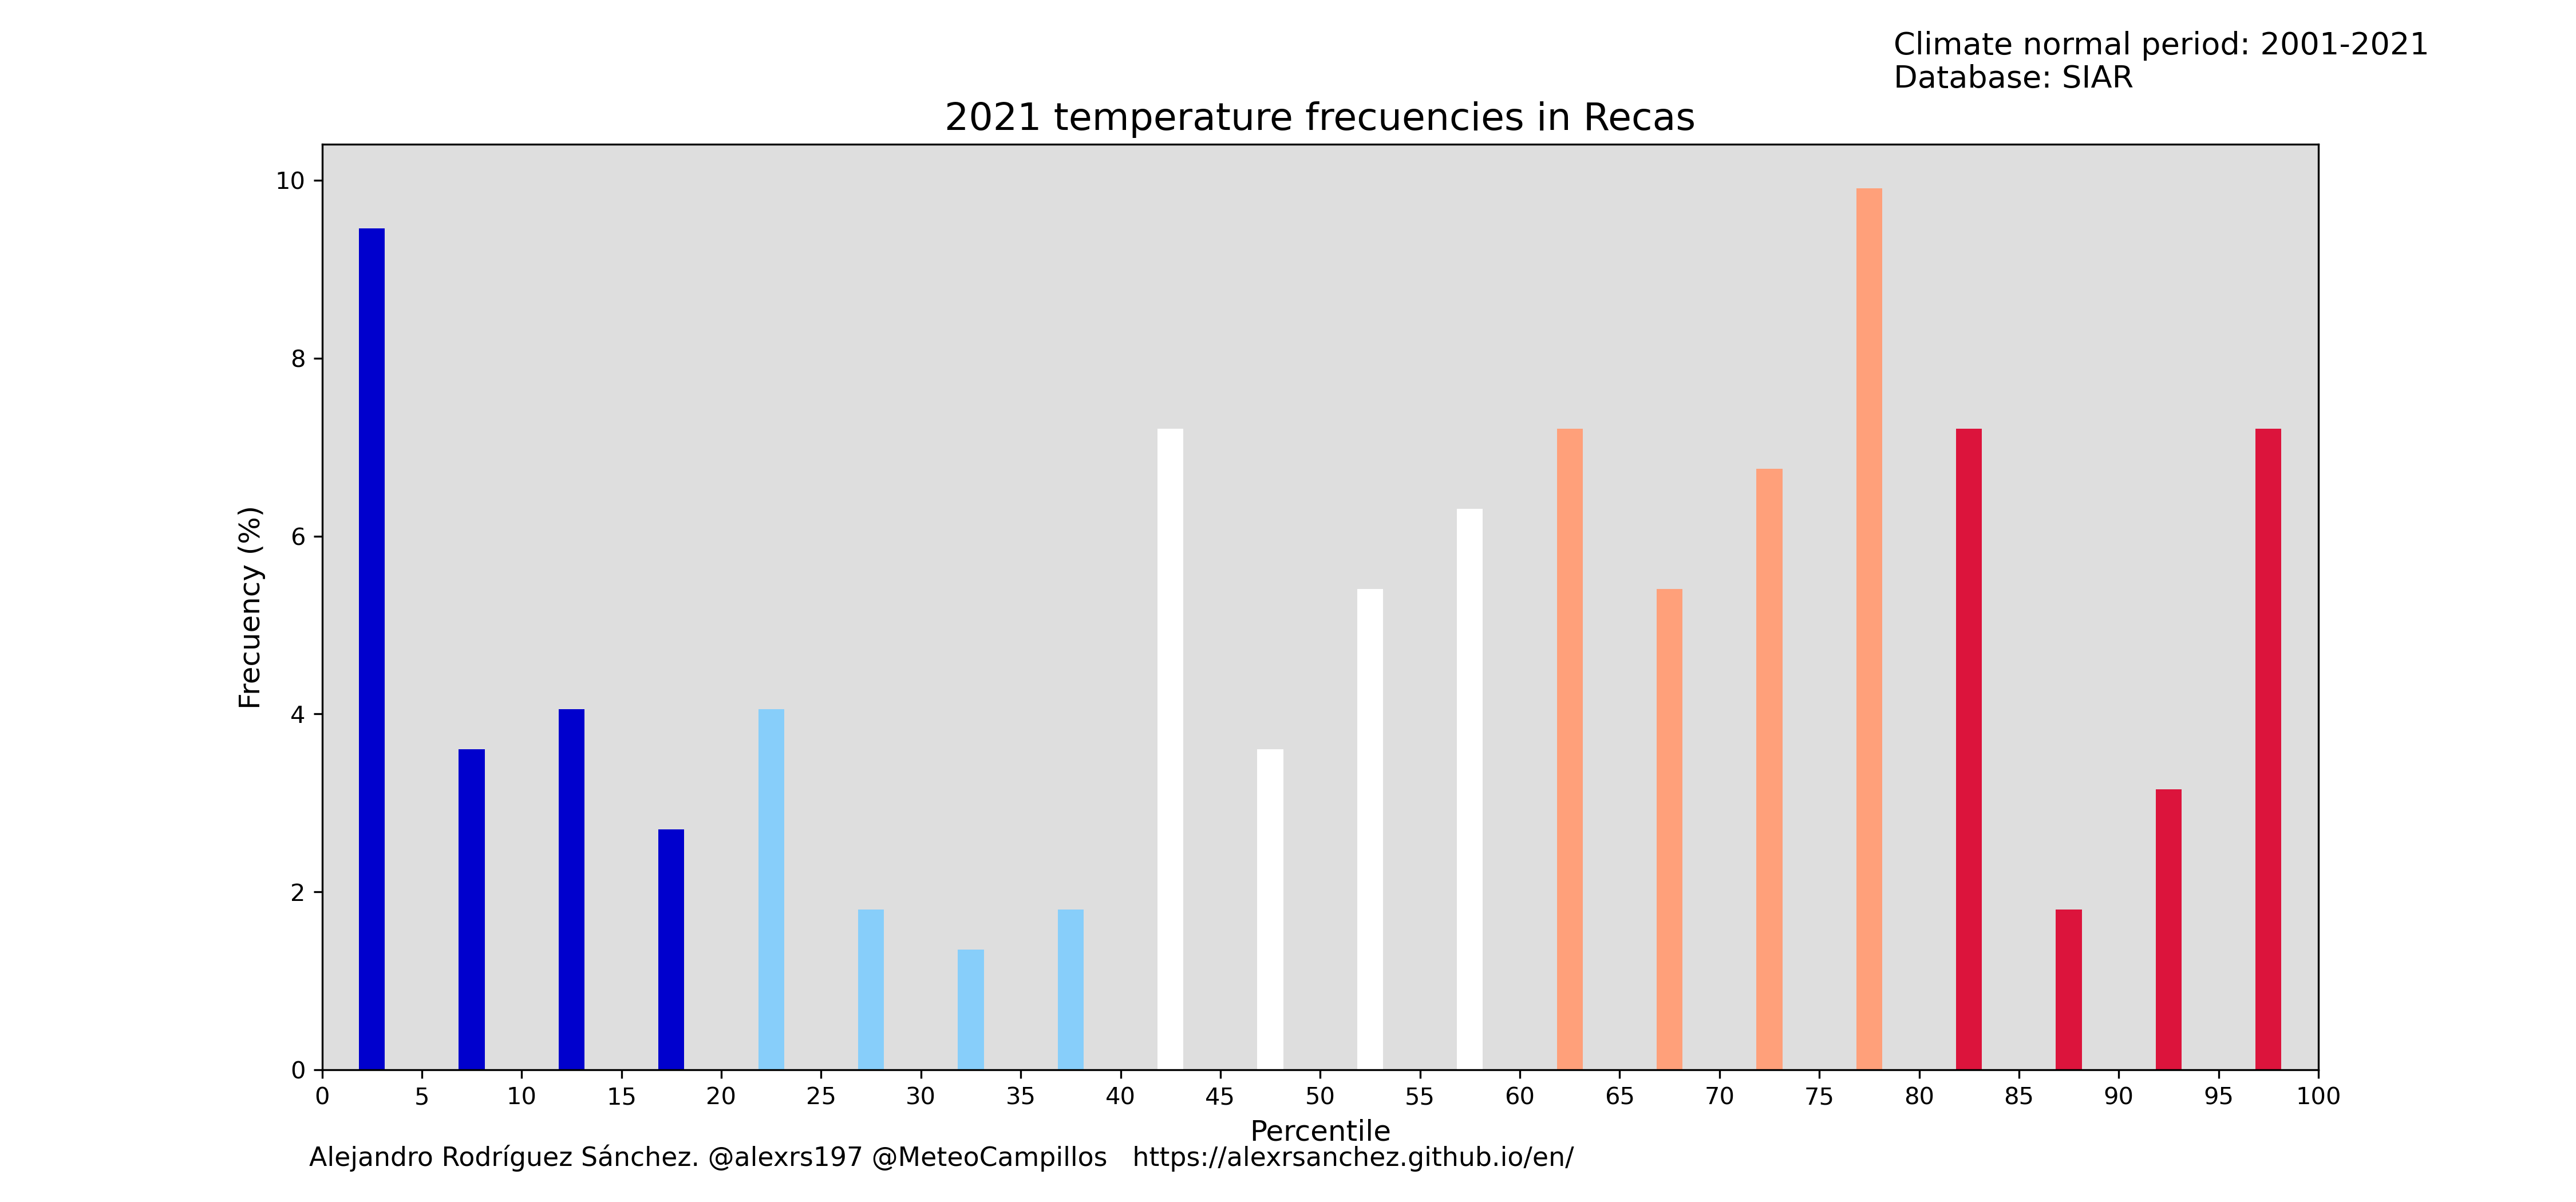 Climate normal period: 2001-2021
Database: SIAR
2021 temperature frecuencies in Recas
Frecuency (%)
10
8
6
4
2
0
0 5 10 15 20 25 30 35 40 45 50 55 60 65 70 75 80 85 90 95 100
Percentile
Alejandro Rodríguez Sánchez. @alexrs197 @MeteoCampillos https://alexrsanchez.github.io/en/